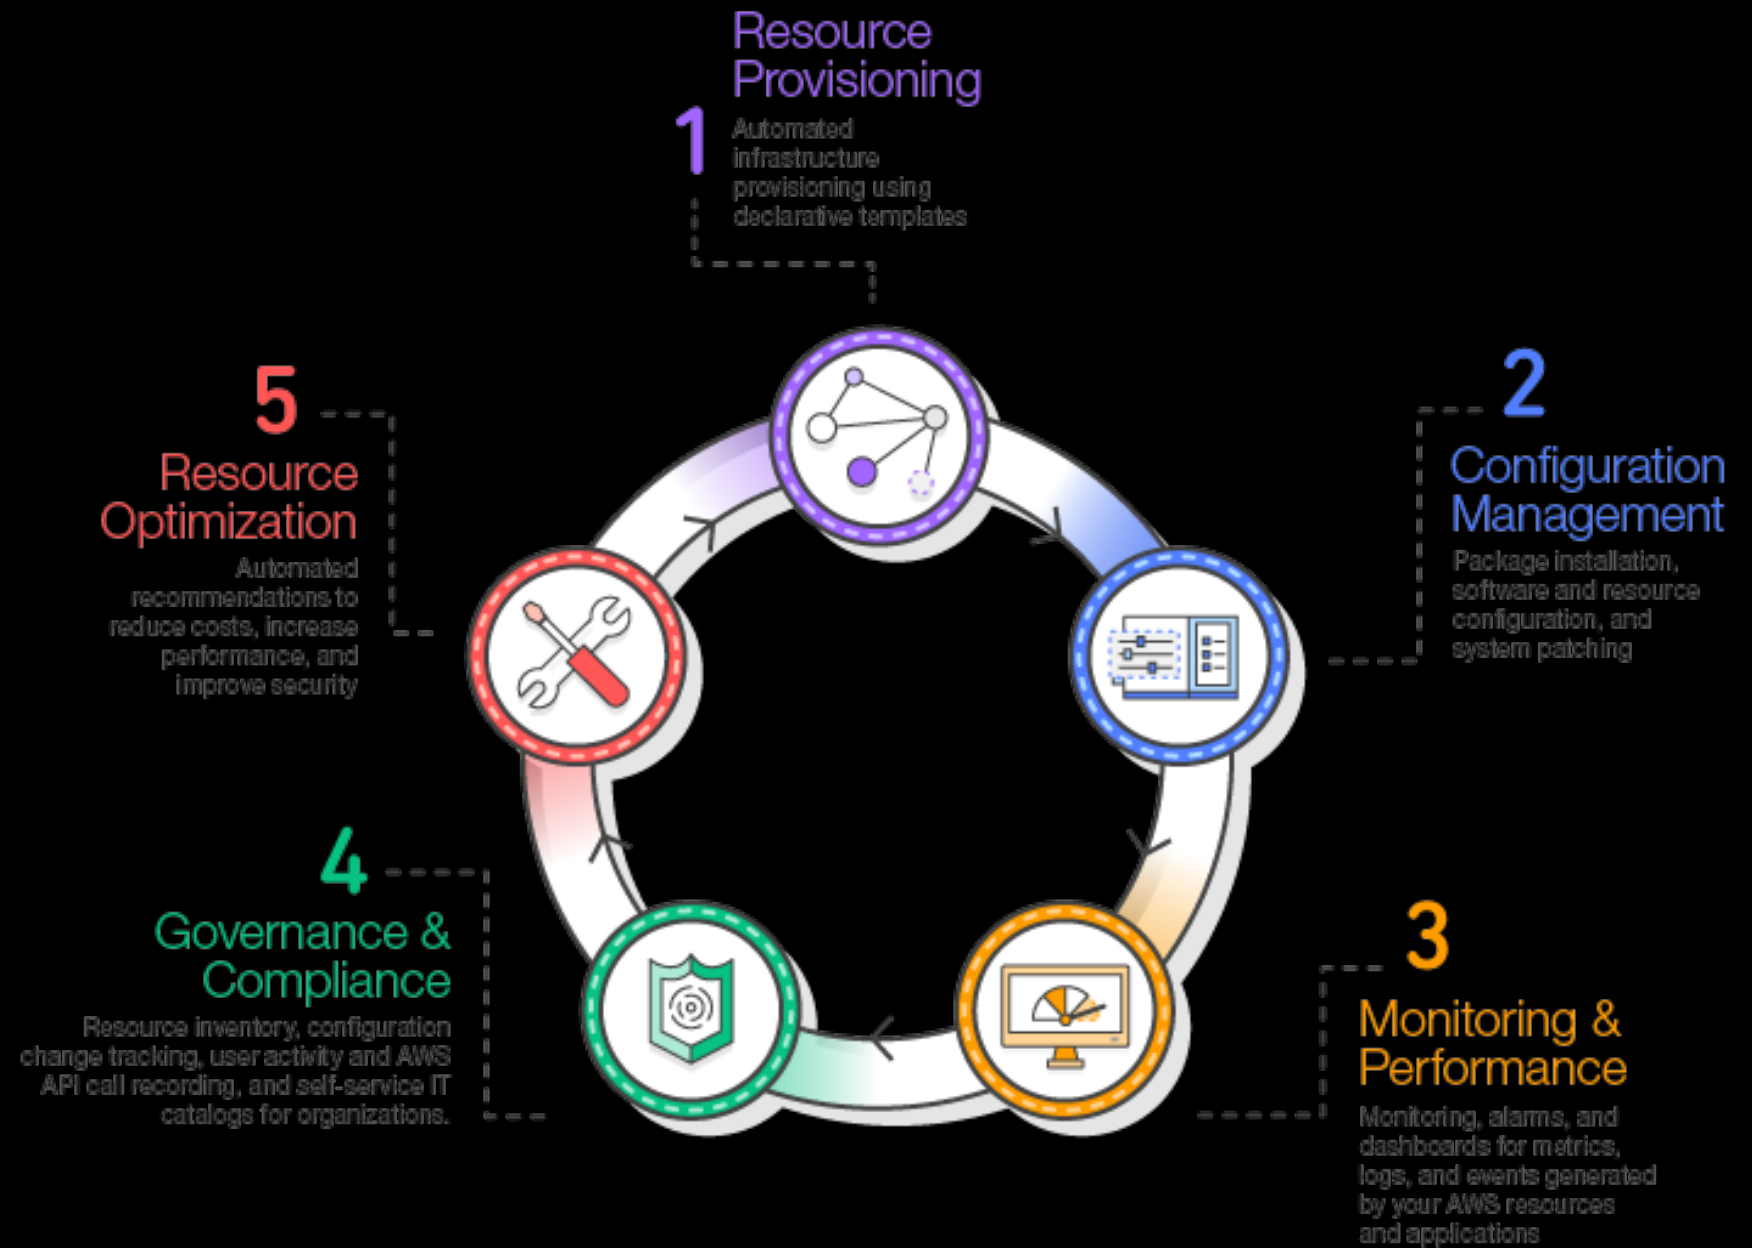 Resource
Provisioning
1
Automated
infrastructure
provisioning using
declarative templates
2
Configuration
Management
Package installation,
software and resource
configuration, and
system patching
3
Monitoring &
Performance
Monitoring, alarms, and
dashboards for metrics,
logs, and events generated
by your AWS resources
and applications
4
Governance &
Compliance
Resource inventory, configuration
change tracking, user activity and AWS
API call recording, and self-service IT
catalogs for organizations.
5
Resource
Optimization
Automated
recommendations to
reduce costs, increase
performance, and
improve security